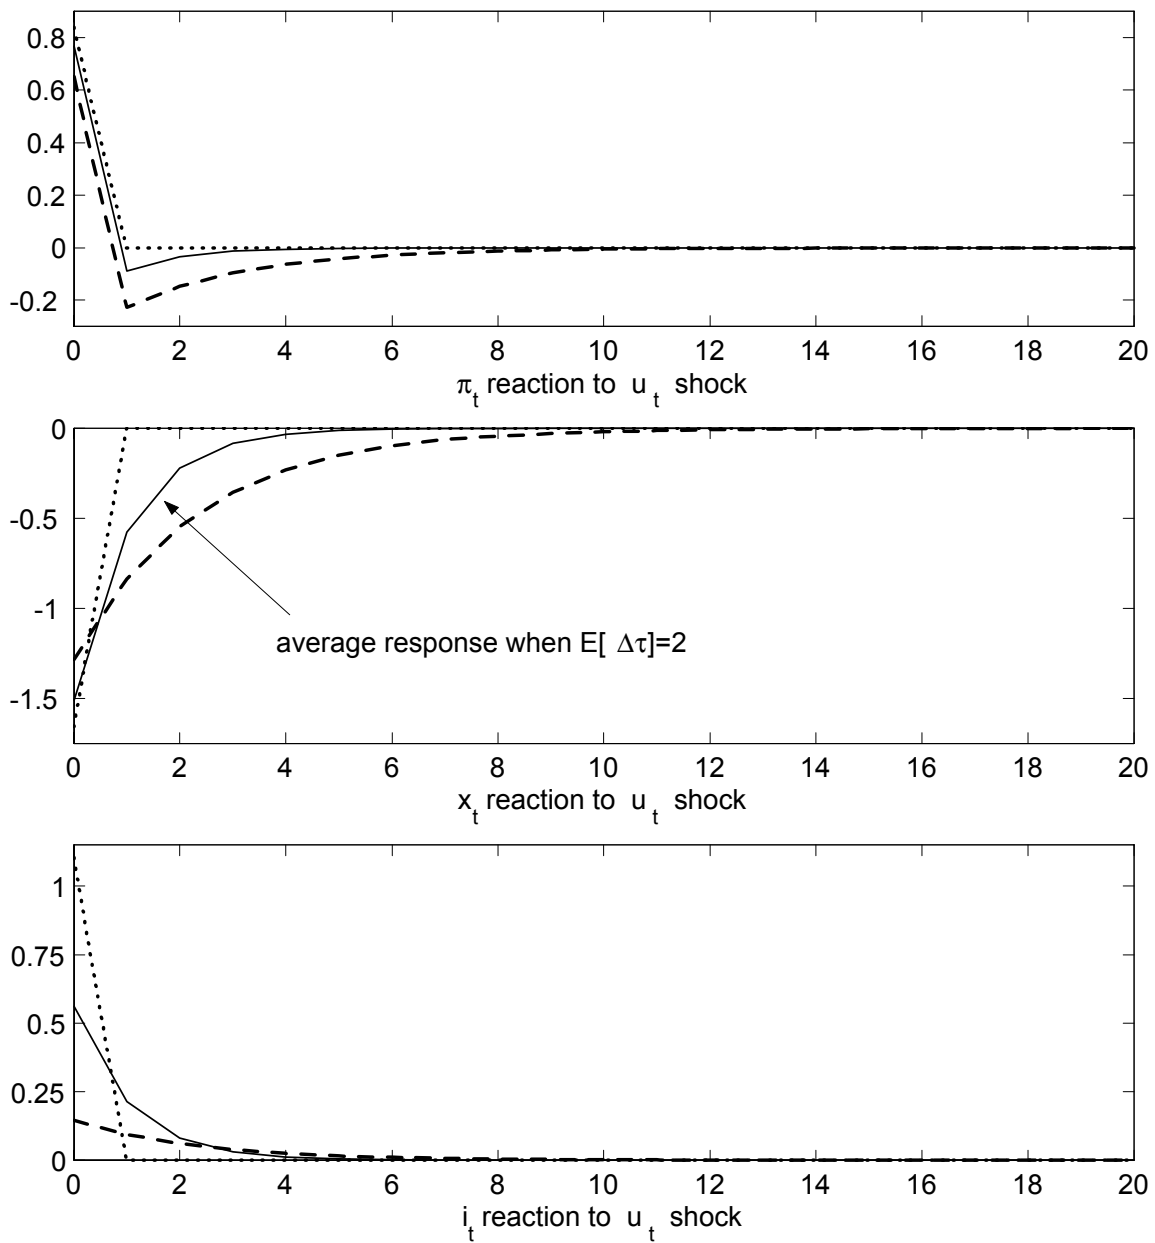 0.8
0.6
0.4
0.2
0
-0.2
0 2 4 6 8 10 12 14 16 18 20
π_t reaction to u_t shock
0
-0.5
-1
average response when E[ Δτ]=2
-1.5
0 2 4 6 8 10 12 14 16 18 20
x_t reaction to u_t shock
1
0.75
0.5
0.25
0
0 2 4 6 8 10 12 14 16 18 20
i_t reaction to u_t shock